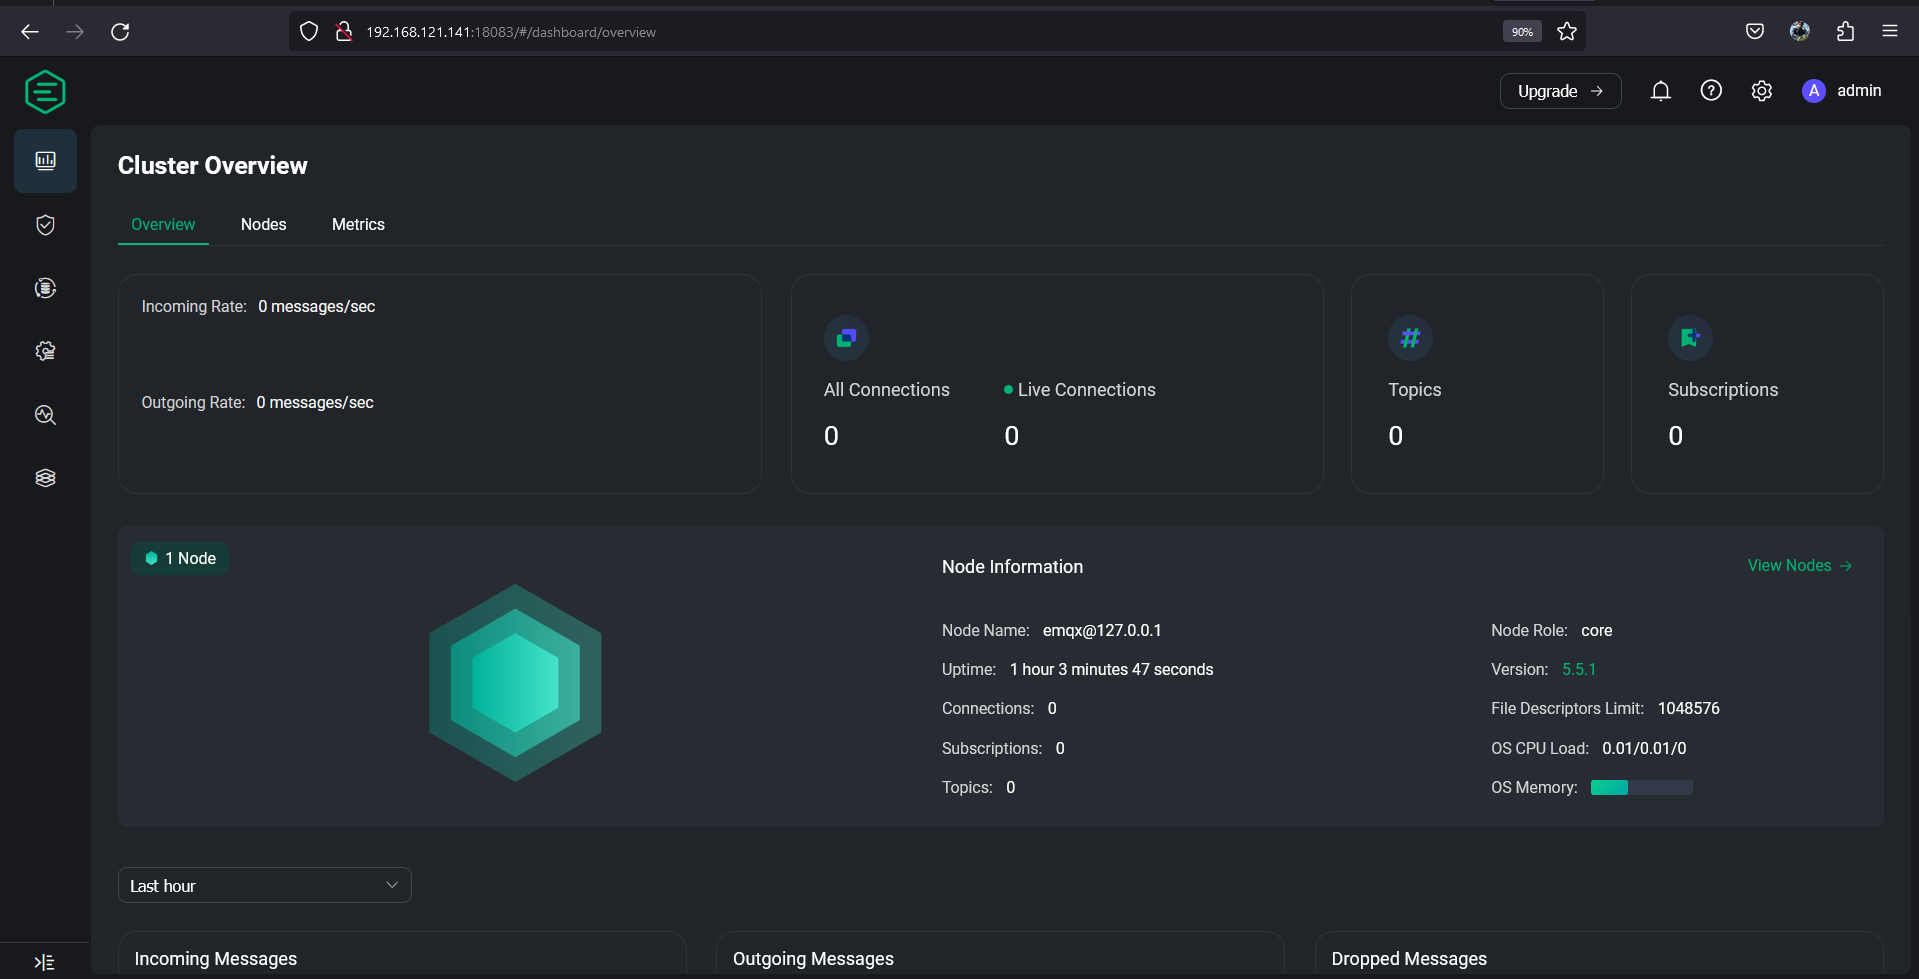 192.168.121.141:18083/#/dashboard/overview
90%
Upgrade →
A admin
Cluster Overview
Overview Nodes Metrics
Incoming Rate: 0 messages/sec
Outgoing Rate: 0 messages/sec
All Connections
0
Live Connections
0
#
Topics
0
Subscriptions
0
1 Node
Node Information
View Nodes →
Node Name: emqx@127.0.0.1
Node Role: core
Uptime: 1 hour 3 minutes 47 seconds
Version: 5.5.1
Connections: 0
File Descriptors Limit: 1048576
Subscriptions: 0
OS CPU Load: 0.01/0.01/0
Topics: 0
OS Memory:
Last hour
Incoming Messages
Outgoing Messages
Dropped Messages